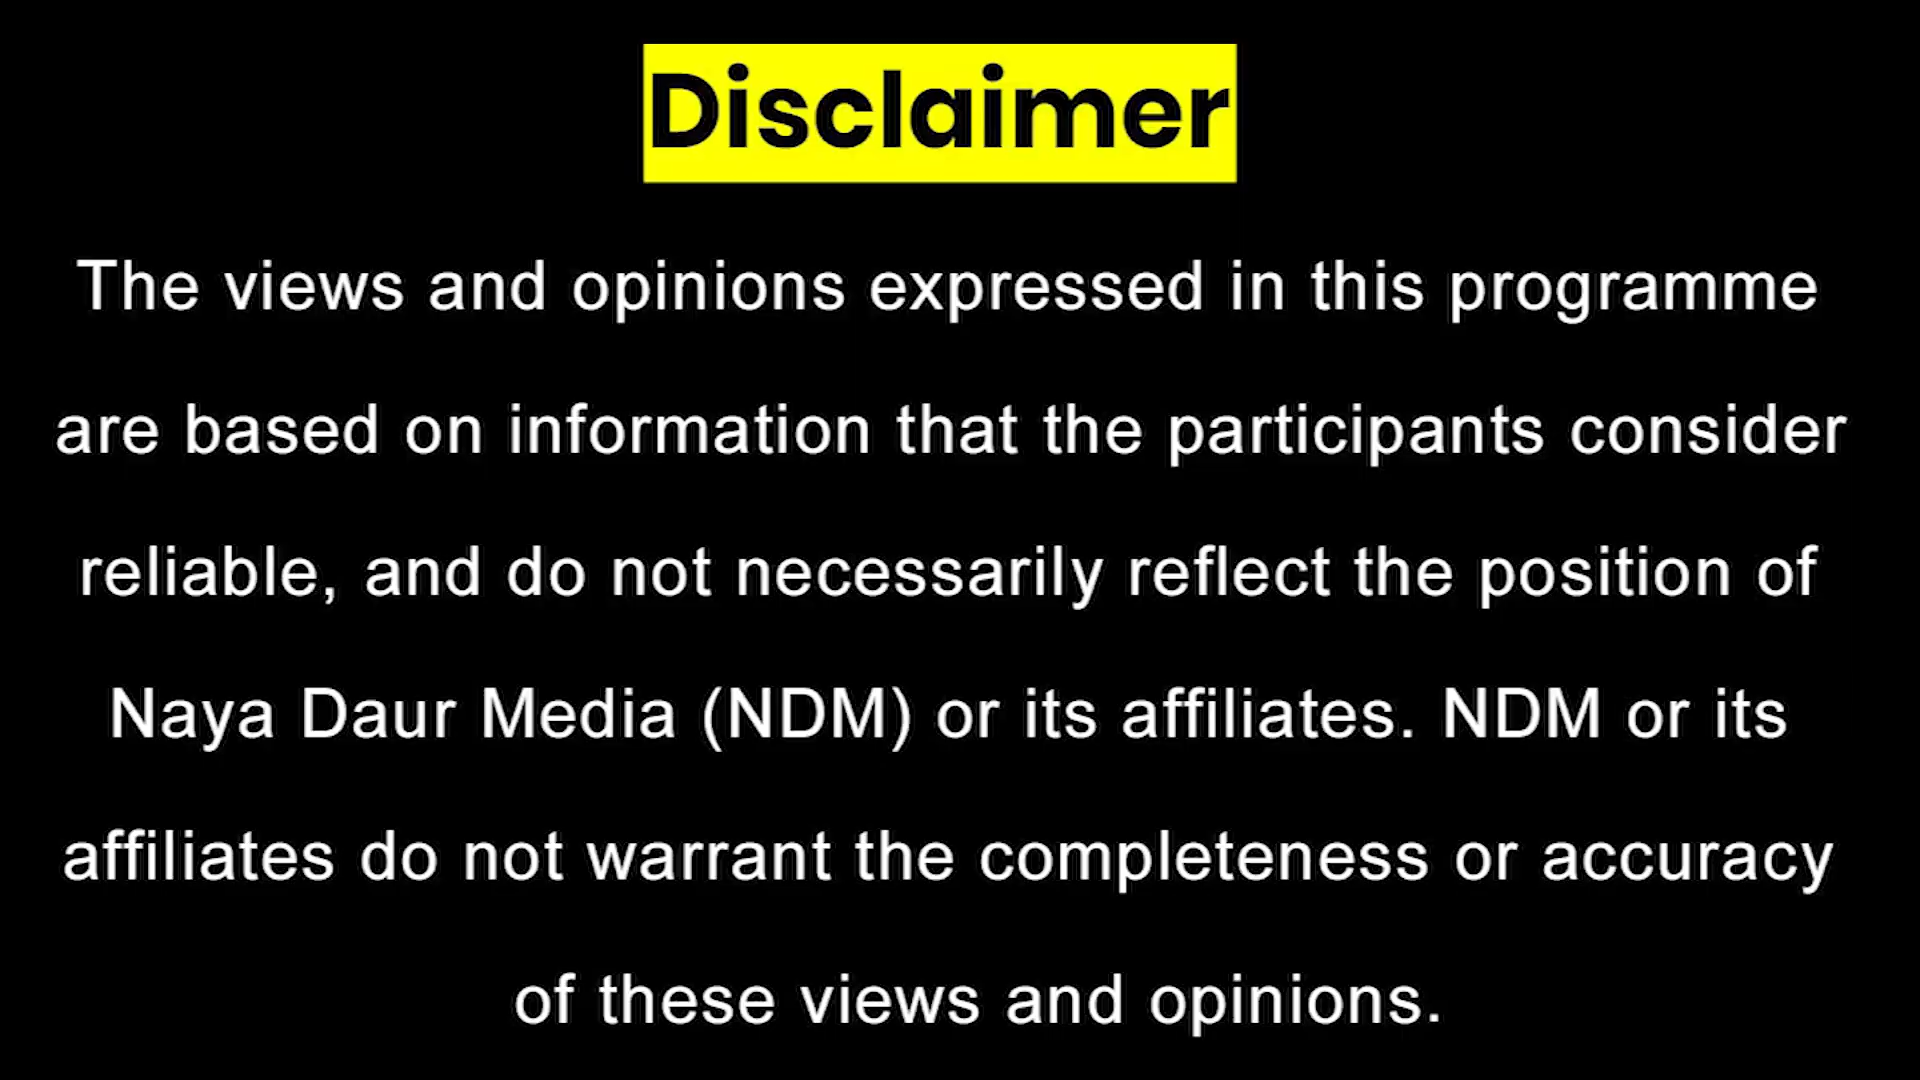 Disclaimer
The views and opinions expressed in this programme
are based on information that the participants consider
reliable, and do not necessarily reflect the position of
Naya Daur Media (NDM) or its affiliates. NDM or its
affiliates do not warrant the completeness or accuracy
of these views and opinions.